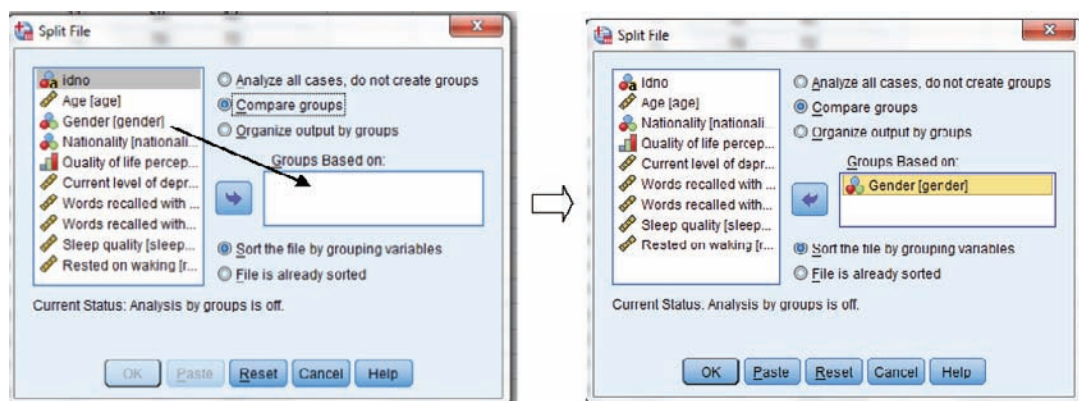 Split File
idno
Age [age]
Gender [gender]
Nationality [nationali...
Quality of life percep...
Current level of depr...
Words recalled with ...
Words recalled with...
Sleep quality [sleep...
Rested on waking [r...
Analyze all cases, do not create groups
Compare groups
Organize output by groups
Groups Based on:
Sort the file by grouping variables
File is already sorted
Current Status: Analysis by groups is off.
OK Paste Reset Cancel Help
Split File
idno
Age [age]
Nationality [nationali...
Quality of life percep...
Current level of depr...
Words recalled with ...
Words recalled with...
Sleep quality [sleep...
Rested on waking [r...
Analyze all cases, do not create groups
Compare groups
Organize output by groups
Groups Based on:
Gender [gender]
Sort the file by grouping variables
File is already sorted
Current Status: Analysis by groups is off.
OK Paste Reset Cancel Help